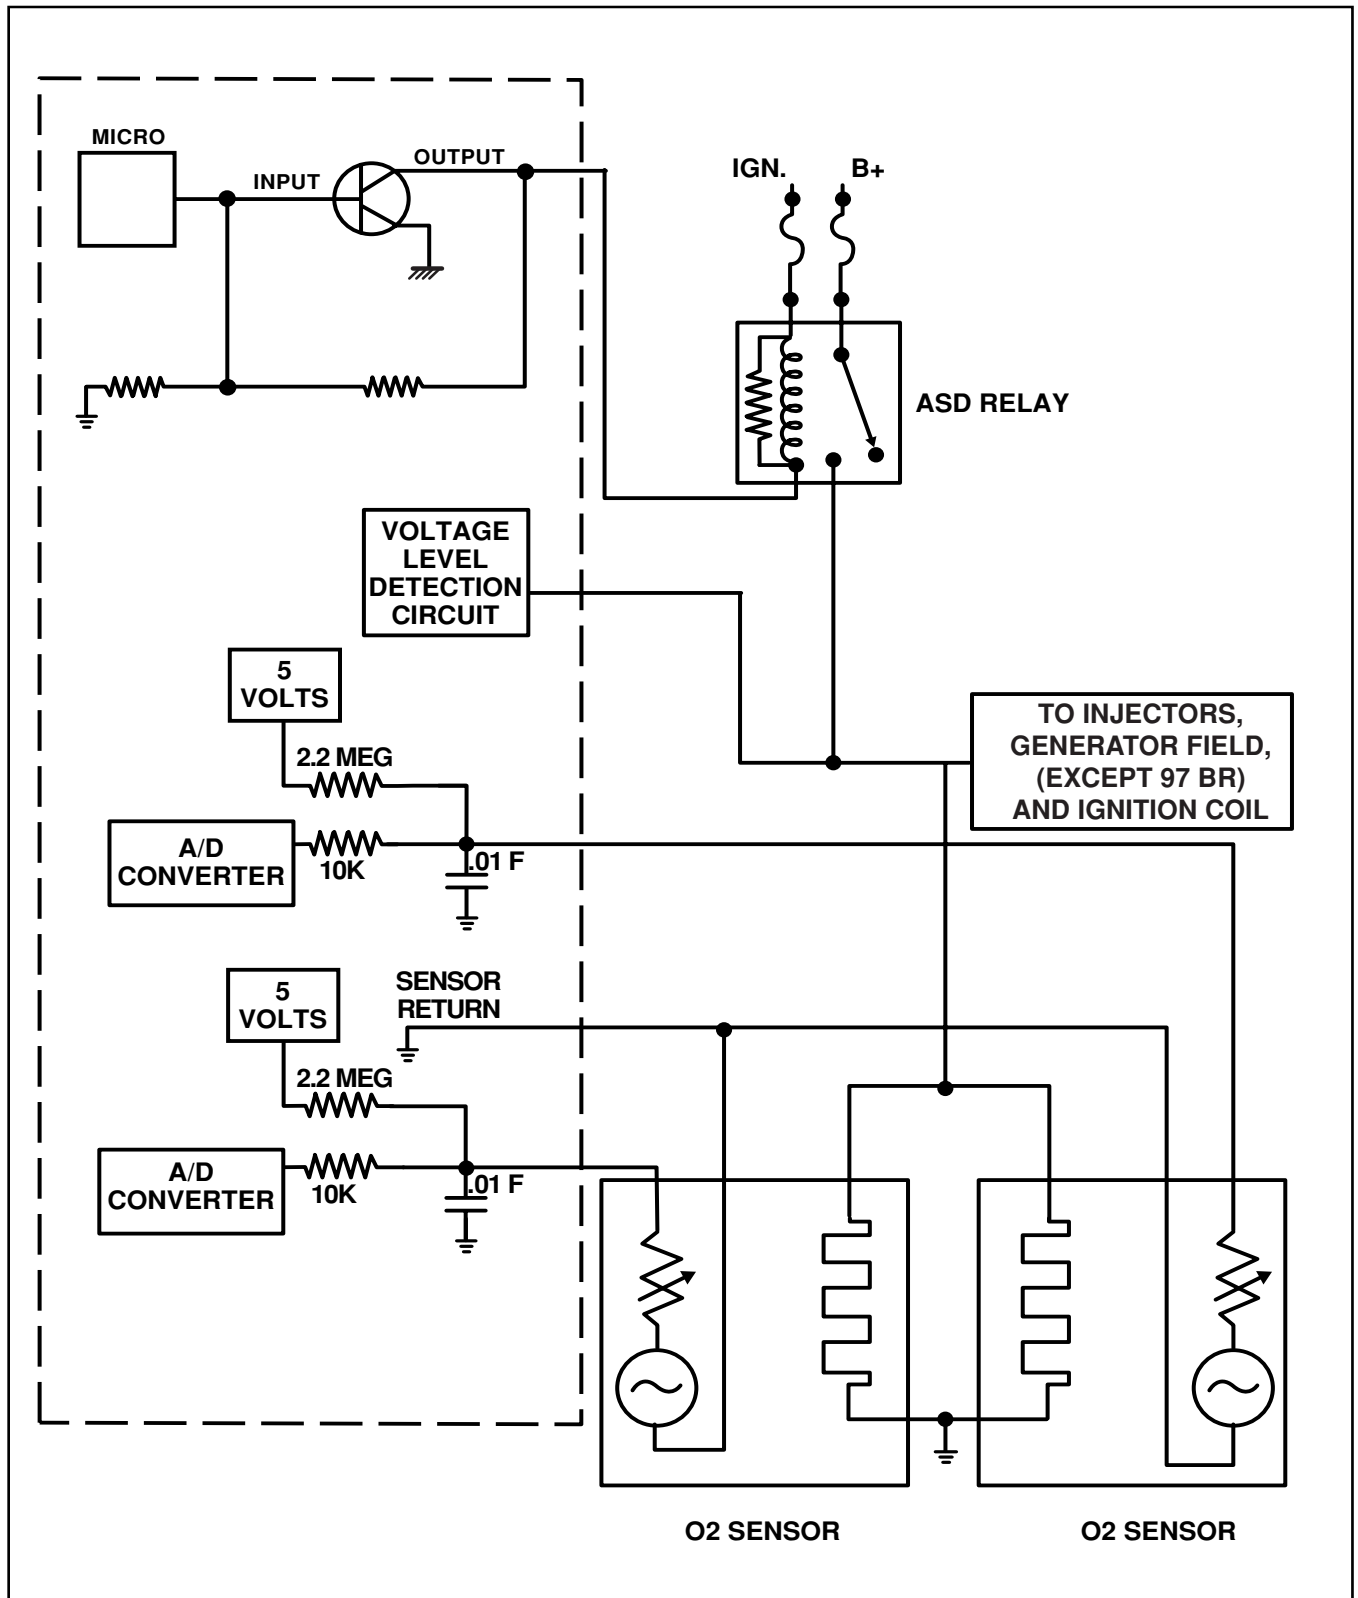 MICRO
INPUT
OUTPUT
IGN.
B+
ASD RELAY
VOLTAGE
LEVEL
DETECTION
CIRCUIT
5
VOLTS
2.2 MEG
A/D
CONVERTER
10K
.01 F
TO INJECTORS,
GENERATOR FIELD,
(EXCEPT 97 BR)
AND IGNITION COIL
5
VOLTS
SENSOR
RETURN
2.2 MEG
A/D
CONVERTER
10K
.01 F
O2 SENSOR
O2 SENSOR